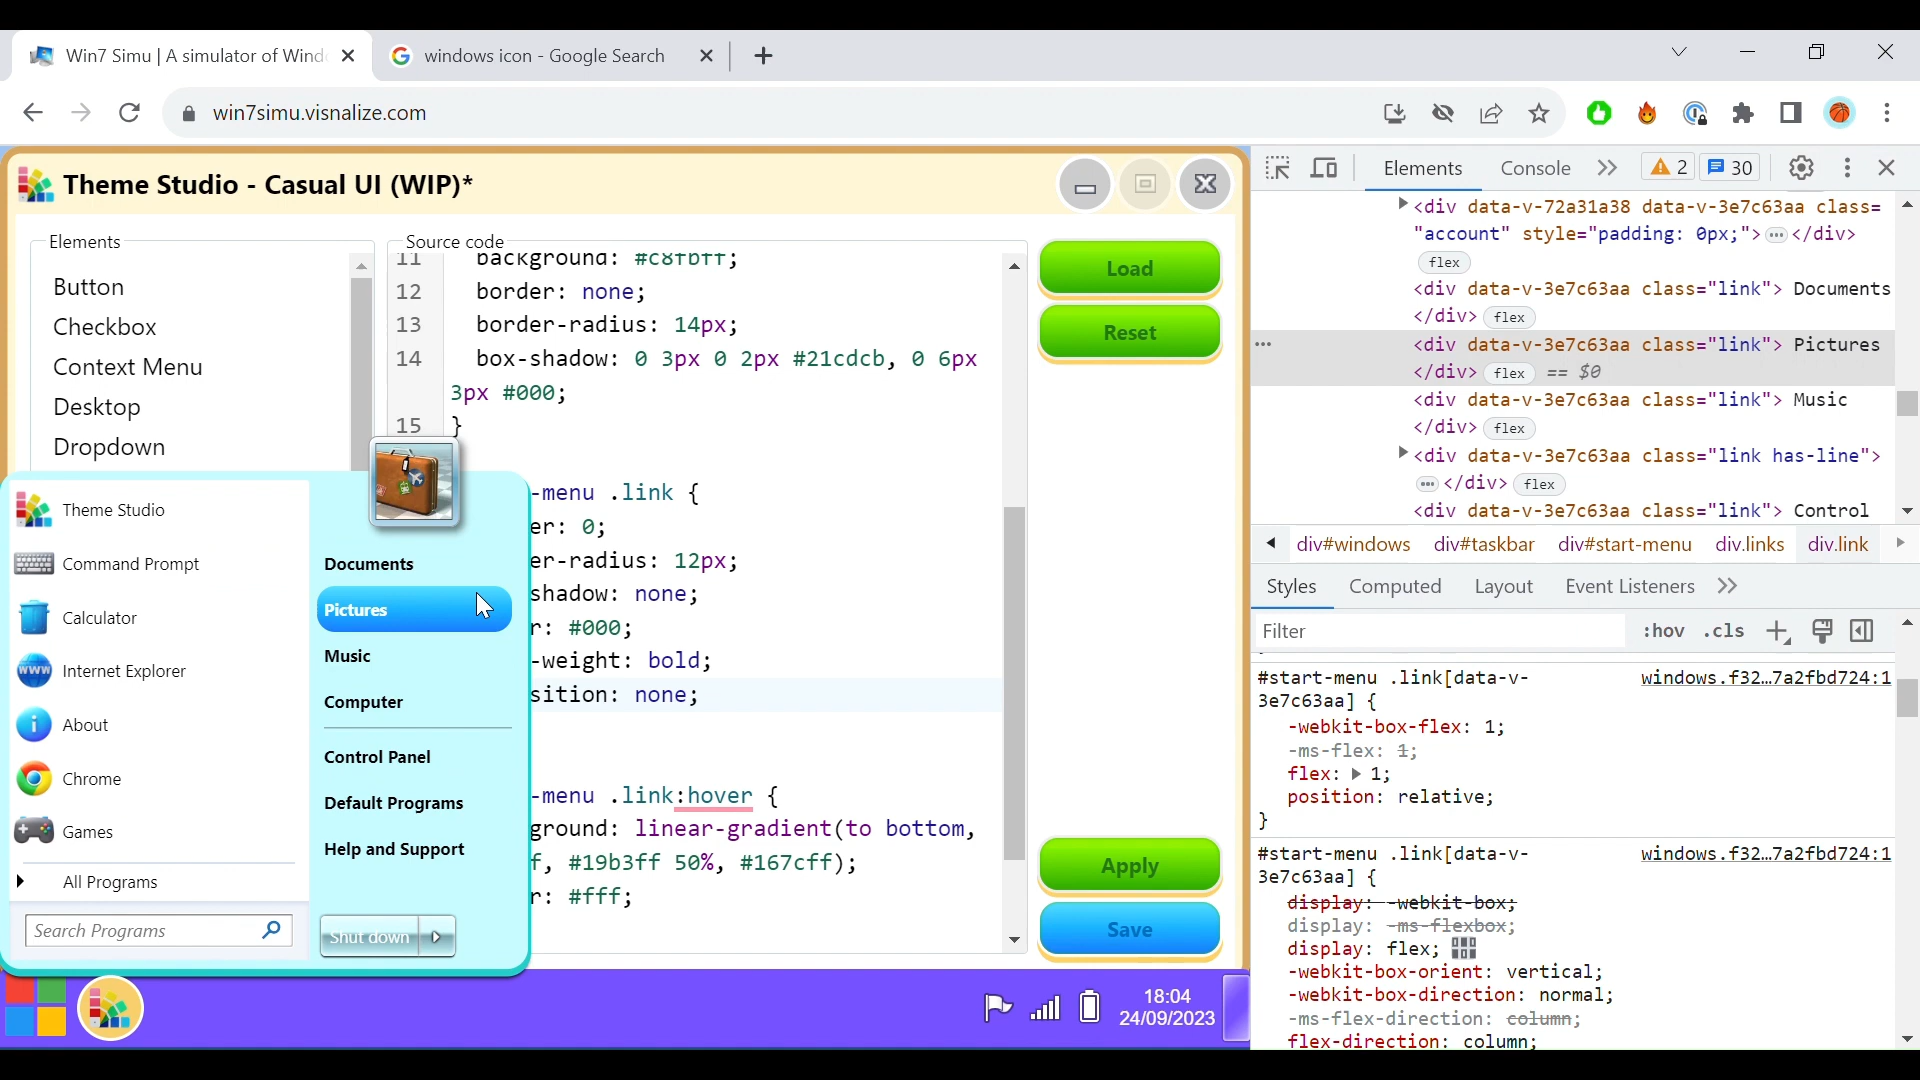 Win7 Simu | A simulator of Wind
windows icon - Google Search
win7simu.visnalize.com
Theme Studio - Casual UI (WIP)*
Elements
Button
Checkbox
Context Menu
Desktop
Dropdown
Source code
11 background: #c8fbff;
12 border: none;
13 border-radius: 14px;
14 box-shadow: 0 3px 0 2px #21cdcb, 0 6px
3px #000;
15 }
-menu .link {
er: 0;
er-radius: 12px;
shadow: none;
r: #000;
-weight: bold;
sition: none;
-menu .link:hover {
ground: linear-gradient(to bottom,
f, #19b3ff 50%, #167cff);
r: #fff;
Load
Reset
Apply
Save
Theme Studio
Command Prompt
Calculator
www Internet Explorer
i About
Chrome
Games
All Programs
Search Programs
Documents
Pictures
Music
Computer
Control Panel
Default Programs
Help and Support
Shut down
18:04
24/09/2023
Elements Console 2 30
<div data-v-72a31a38 data-v-3e7c63aa class=
"account" style="padding: 0px;"> … </div>
flex
<div data-v-3e7c63aa class="link"> Documents
</div> flex
… <div data-v-3e7c63aa class="link"> Pictures
</div> flex == $0
<div data-v-3e7c63aa class="link"> Music
</div> flex
<div data-v-3e7c63aa class="link has-line">
… </div> flex
<div data-v-3e7c63aa class="link"> Control
div#windows div#taskbar div#start-menu div.links div.link
Styles Computed Layout Event Listeners
Filter :hov .cls
#start-menu .link[data-v- windows.f32…7a2fbd724:1
3e7c63aa] {
-webkit-box-flex: 1;
-ms-flex: 1;
flex: 1;
position: relative;
}
#start-menu .link[data-v- windows.f32…7a2fbd724:1
3e7c63aa] {
display: -webkit-box;
display: -ms-flexbox;
display: flex;
-webkit-box-orient: vertical;
-webkit-box-direction: normal;
-ms-flex-direction: column;
flex-direction: column;